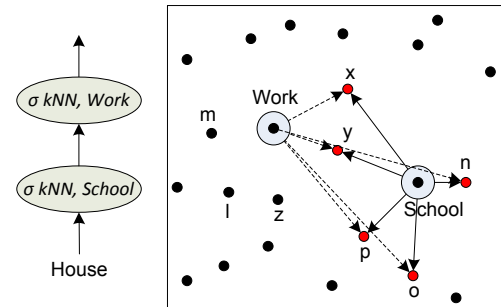 σ kNN, Work
σ kNN, School
House
x
Work
m
y
n
School
l
z
p
o